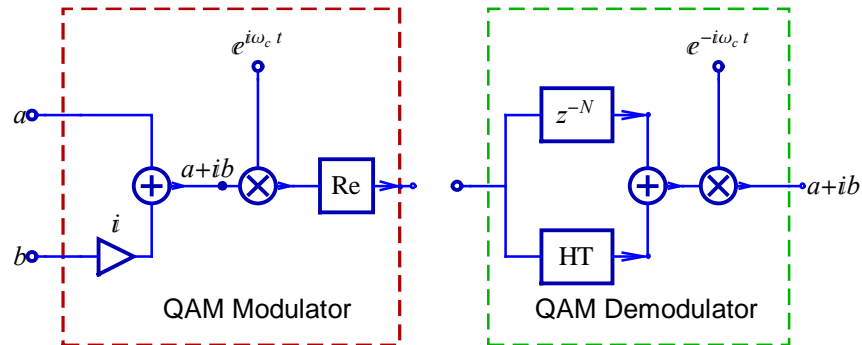 e^{iω_c t}
a
a+ib
Re
i
b
QAM Modulator
e^{-iω_c t}
z^{-N}
a+ib
HT
QAM Demodulator